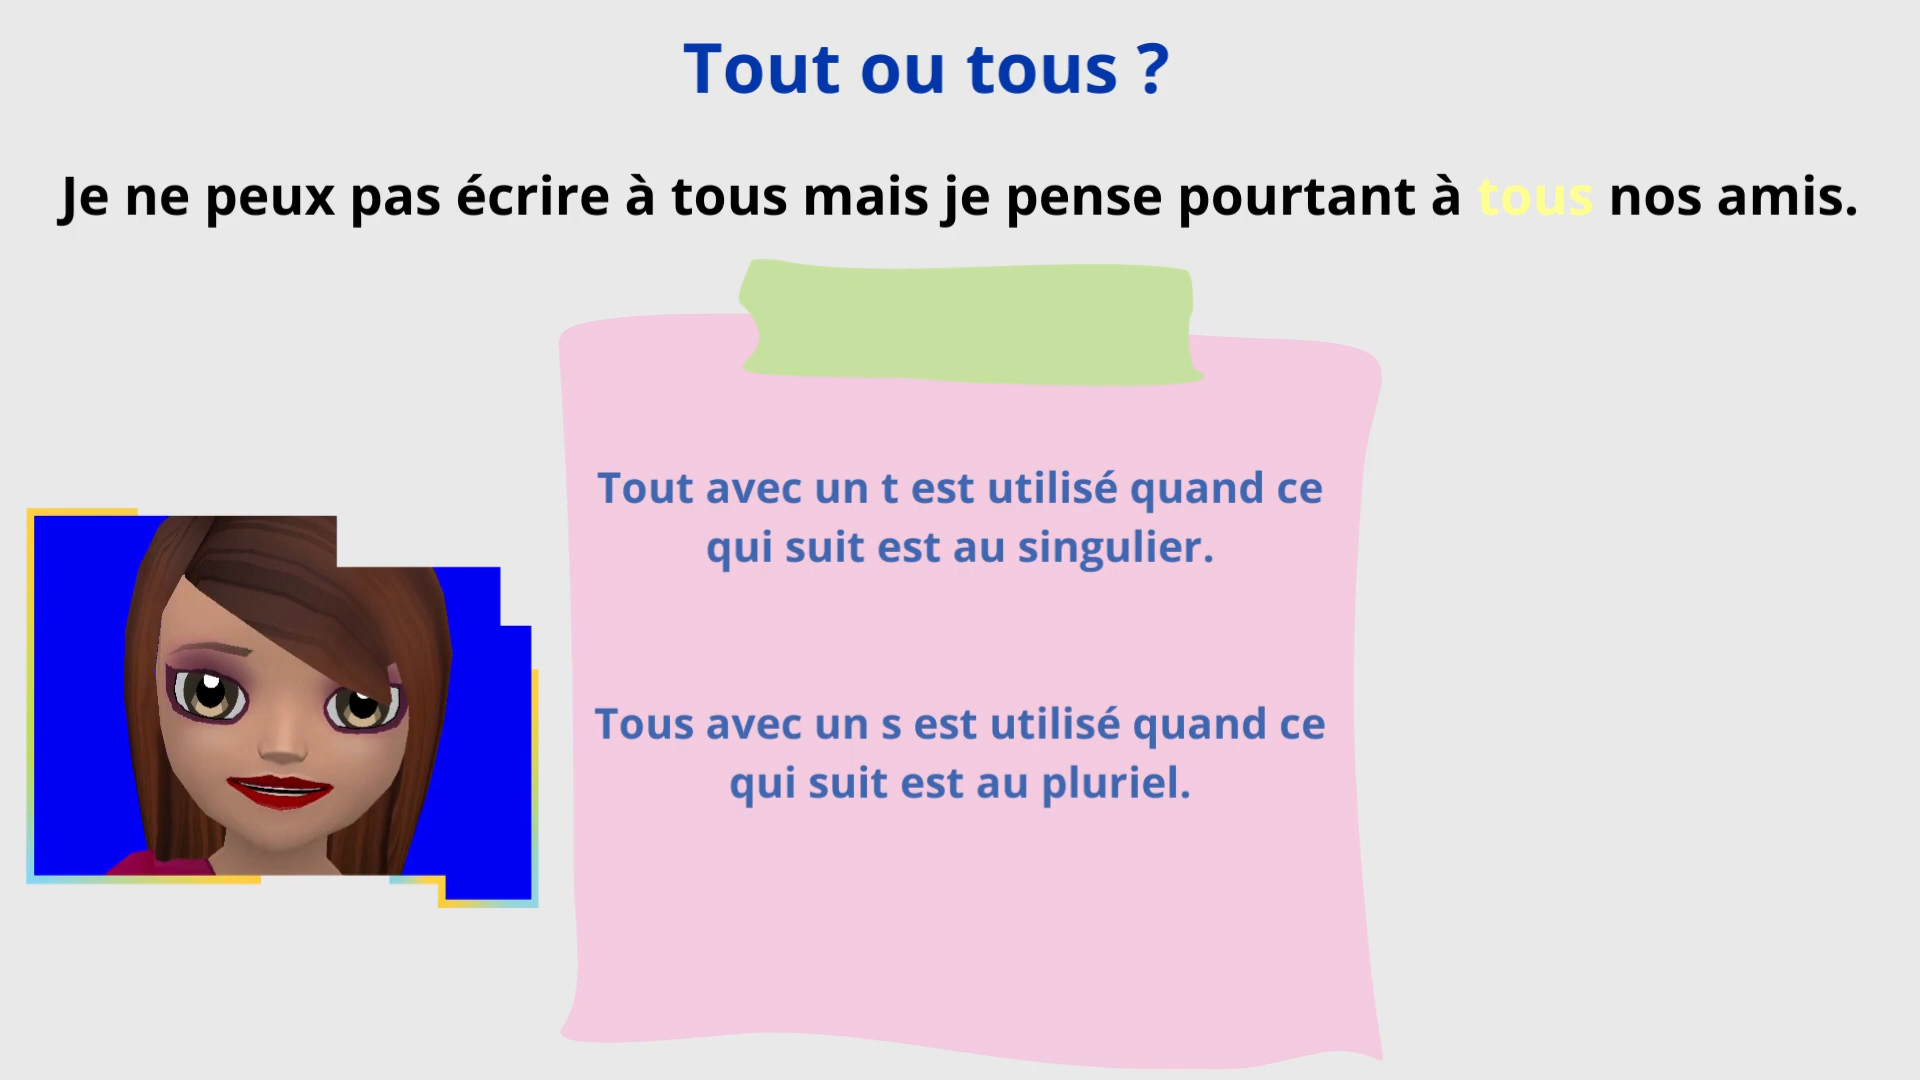 Tout ou tous ?
Je ne peux pas écrire à tous mais je pense pourtant à tous nos amis.
Tout avec un t est utilisé quand ce
qui suit est au singulier.
Tous avec un s est utilisé quand ce
qui suit est au pluriel.